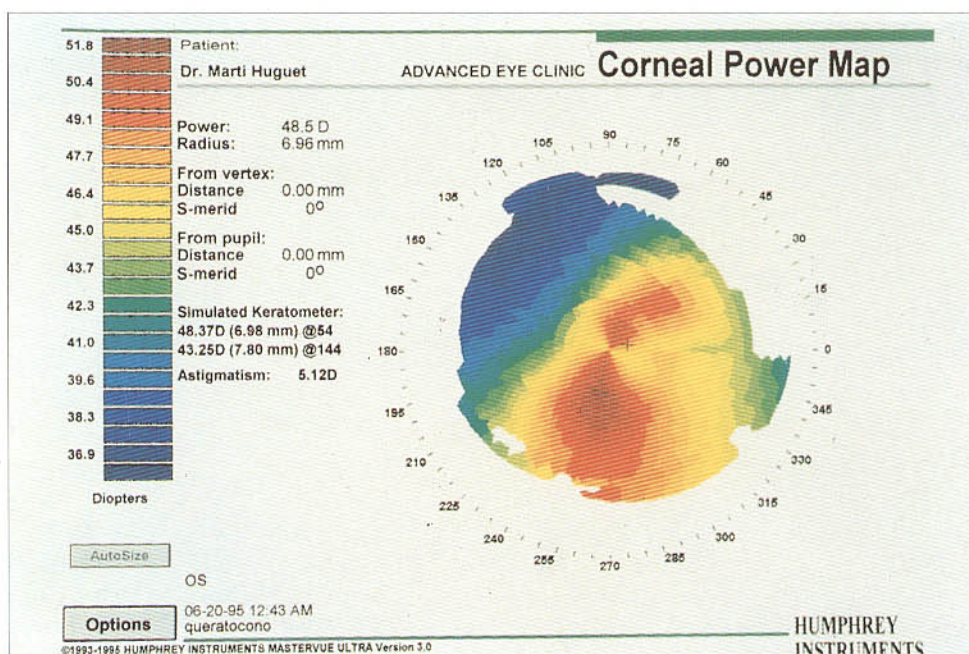 Corneal Power Map
ADVANCED EYE CLINIC
Patient:
Dr. Marti Huguet
Power: 48.5 D
Radius: 6.96 mm
From vertex:
Distance 0.00 mm
S-merid 0º
From pupil:
Distance 0.00 mm
S-merid 0º
Simulated Keratometer:
48.37D (6.98 mm) @54
43.25D (7.80 mm) @144
Astigmatism: 5.12D
51.8
50.4
49.1
47.7
46.4
45.0
43.7
42.3
41.0
39.6
38.3
36.9
Diopters
90
75
60
45
30
15
0
345
330
315
300
285
270
255
240
225
210
195
180
165
150
135
120
105
AutoSize
OS
Options
06-20-95 12:43 AM
queratocono
HUMPHREY
INSTRUMENTS
©1993-1995 HUMPHREY INSTRUMENTS MASTERVUE ULTRA Version 3.0